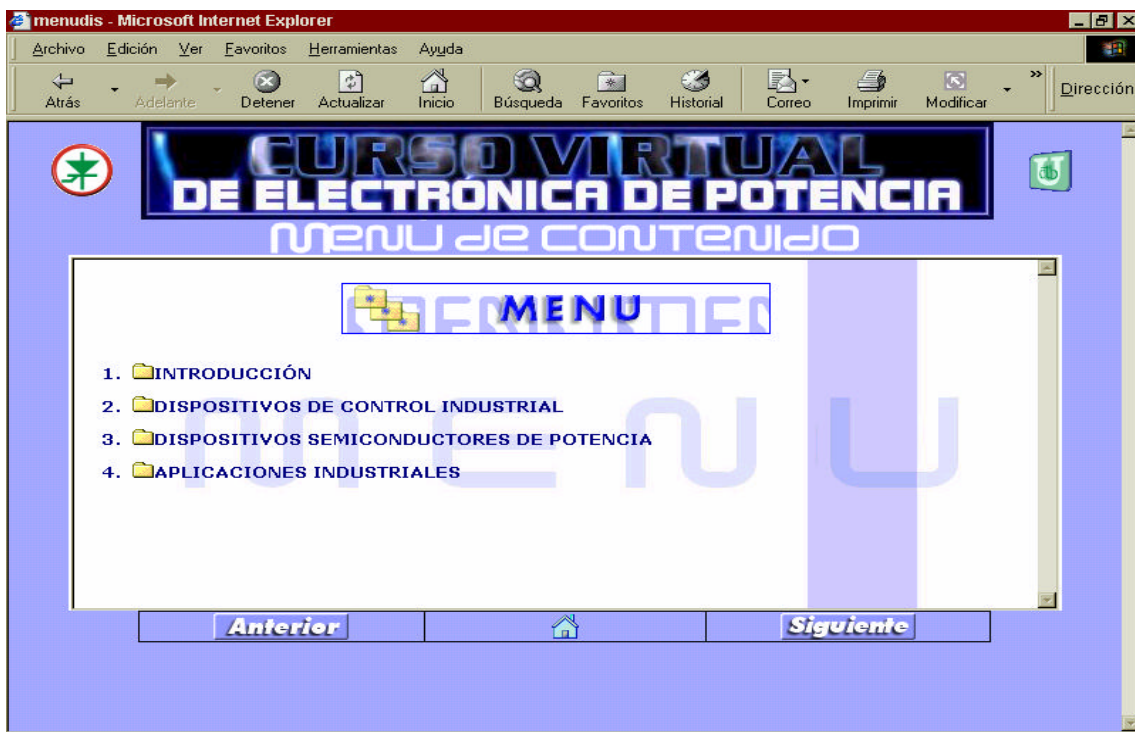 menudis - Microsoft Internet Explorer
Archivo Edición Ver Favoritos Herramientas Ayuda
Atrás Adelante Detener Actualizar Inicio Búsqueda Favoritos Historial Correo Imprimir Modificar » Dirección
CURSO VIRTUAL
DE ELECTRÓNICA DE POTENCIA
Menu de contenido
MENU
1. INTRODUCCIÓN
2. DISPOSITIVOS DE CONTROL INDUSTRIAL
3. DISPOSITIVOS SEMICONDUCTORES DE POTENCIA
4. APLICACIONES INDUSTRIALES
MENU
Anterior Siguiente